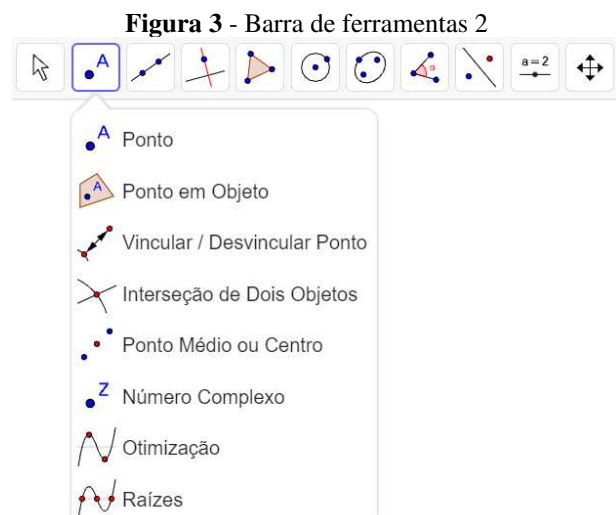 Figura 3 - Barra de ferramentas 2
A α a = 2
A Ponto
A Ponto em Objeto
Vincular / Desvincular Ponto
Interseção de Dois Objetos
Ponto Médio ou Centro
Z Número Complexo
Otimização
Raízes